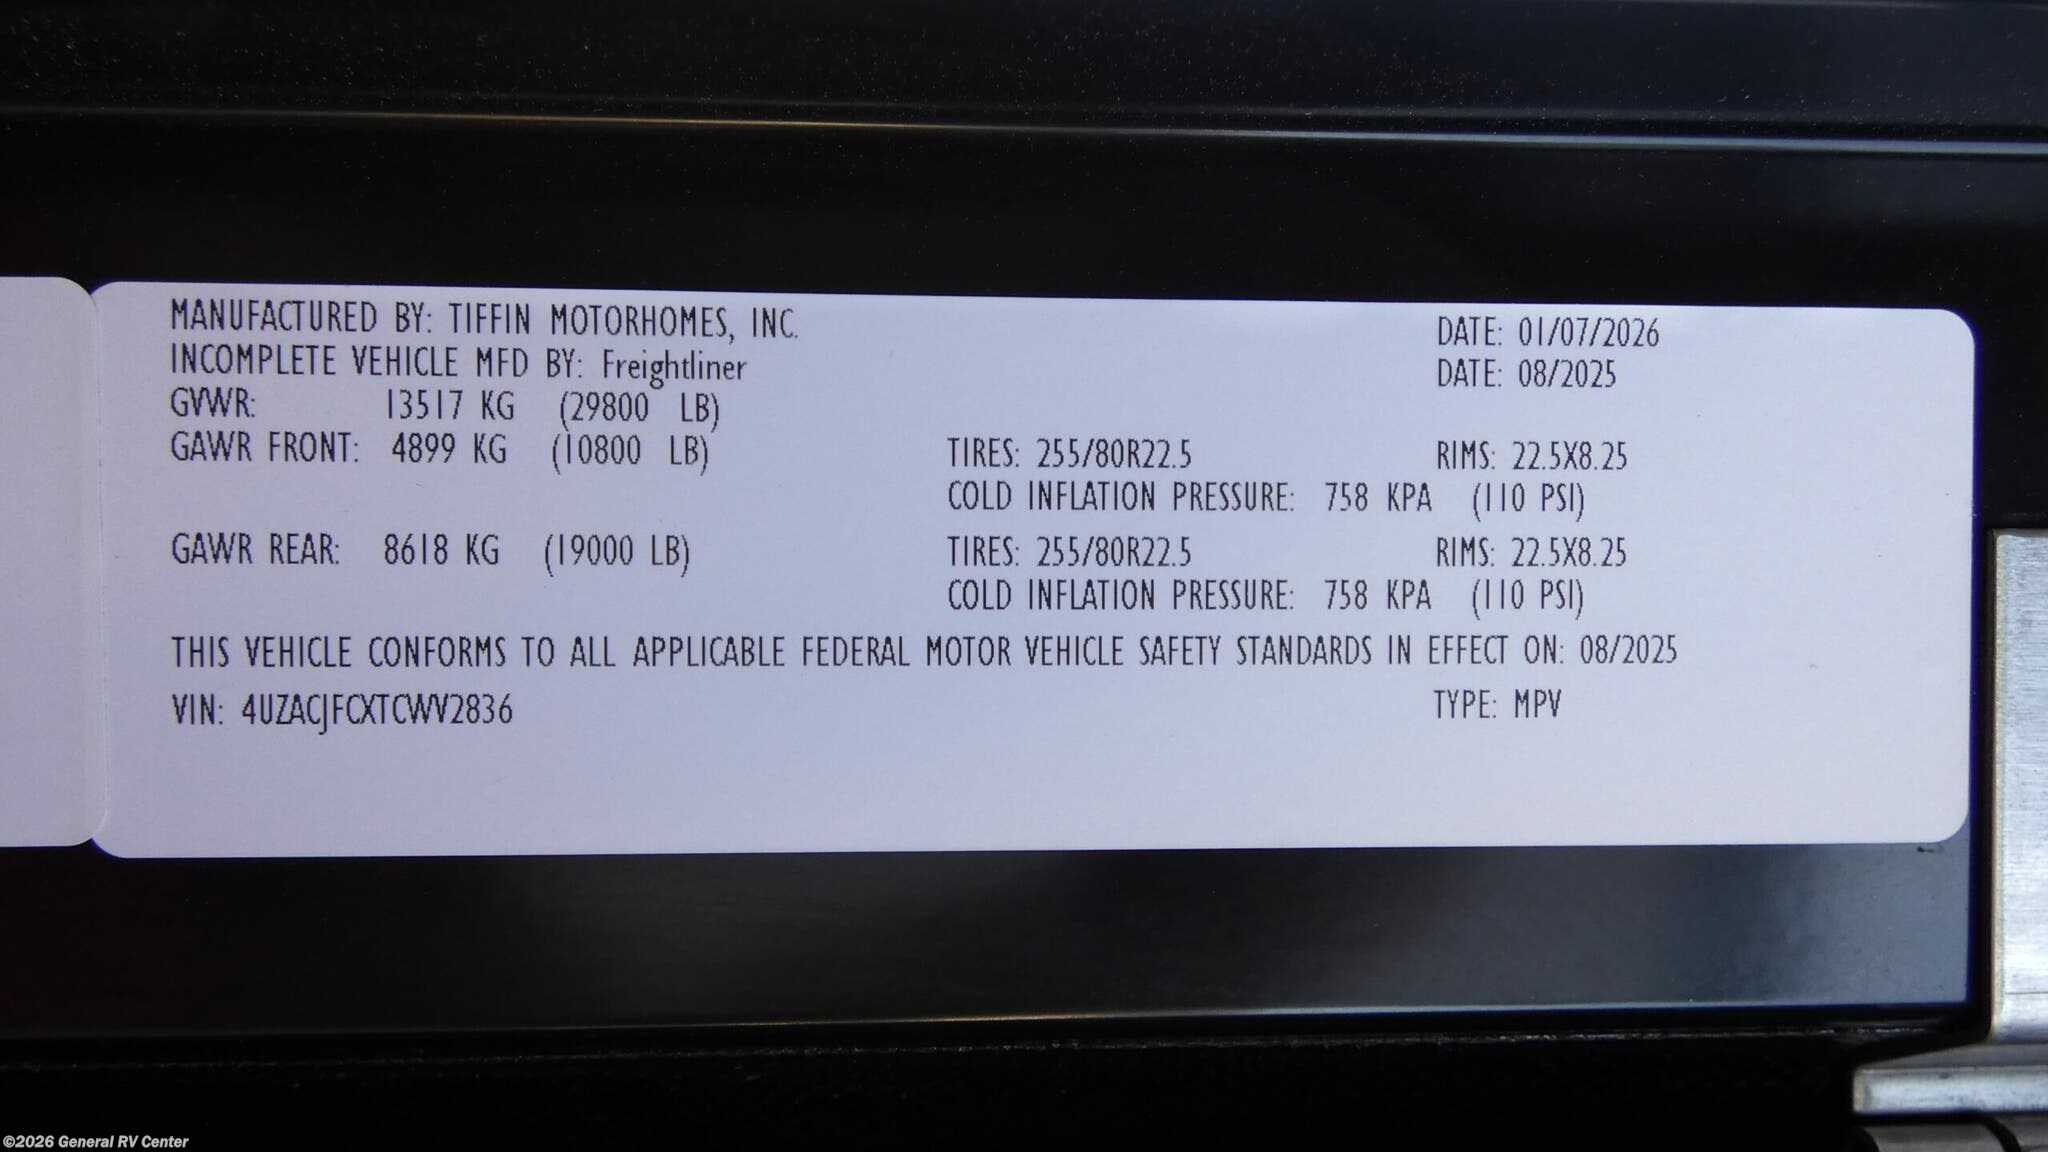 MANUFACTURED BY: TIFFIN MOTORHOMES, INC. DATE: 01/07/2026
INCOMPLETE VEHICLE MFD BY: Freightliner DATE: 08/2025
GVWR: 13517 KG (29800 LB)
GAWR FRONT: 4899 KG (10800 LB) TIRES: 255/80R22.5 RIMS: 22.5X8.25
COLD INFLATION PRESSURE: 758 KPA (110 PSI)
GAWR REAR: 8618 KG (19000 LB) TIRES: 255/80R22.5 RIMS: 22.5X8.25
COLD INFLATION PRESSURE: 758 KPA (110 PSI)
THIS VEHICLE CONFORMS TO ALL APPLICABLE FEDERAL MOTOR VEHICLE SAFETY STANDARDS IN EFFECT ON: 08/2025
VIN: 4UZACJFCXTCWV2836 TYPE: MPV
©2026 General RV Center